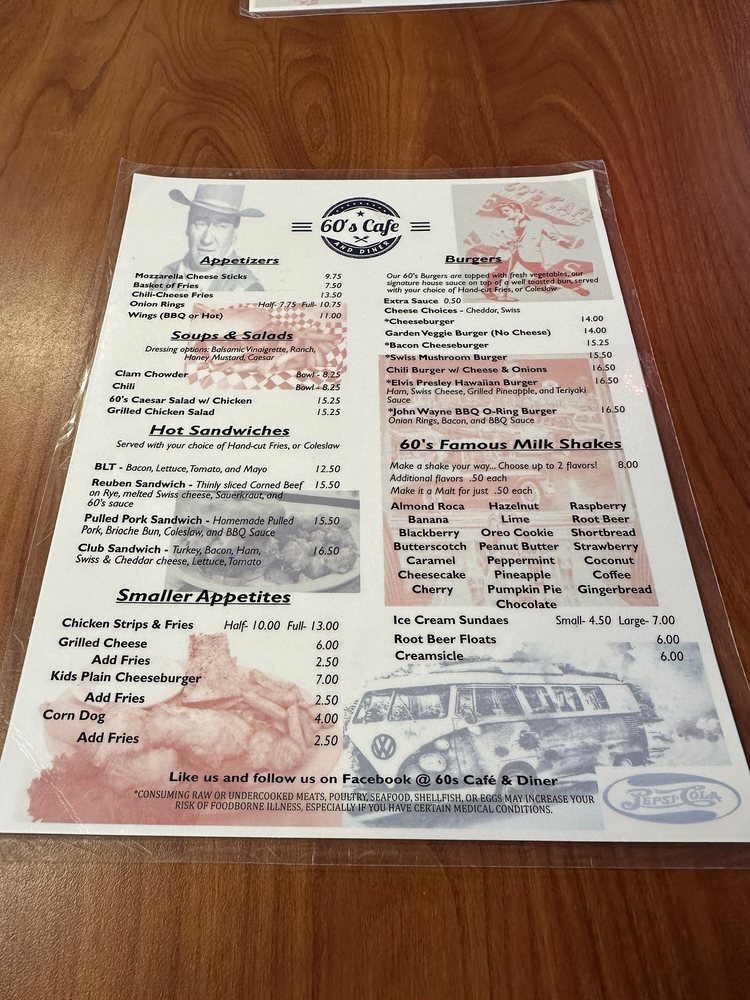 60's Cafe
AND DINER
Appetizers
Mozzarella Cheese Sticks 9.75
Basket of Fries 7.50
Chili-Cheese Fries 13.50
Onion Rings Half- 7.75 Full- 10.75
Wings (BBQ or Hot) 11.00
Soups & Salads
Dressing options: Balsamic Vinaigrette, Ranch,
Honey Mustard, Caesar
Clam Chowder Bowl - 8.25
Chili Bowl - 8.25
60's Caesar Salad w/ Chicken 15.25
Grilled Chicken Salad 15.25
Hot Sandwiches
Served with your choice of Hand-cut Fries, or Coleslaw
BLT - Bacon, Lettuce, Tomato, and Mayo 12.50
Reuben Sandwich - Thinly sliced Corned Beef 15.50
on Rye, melted Swiss cheese, Sauerkraut, and
60's sauce
Pulled Pork Sandwich - Homemade Pulled 15.50
Pork, Brioche Bun, Coleslaw, and BBQ Sauce
Club Sandwich - Turkey, Bacon, Ham, 16.50
Swiss & Cheddar cheese, Lettuce, Tomato
Smaller Appetites
Chicken Strips & Fries Half- 10.00 Full- 13.00
Grilled Cheese 6.00
Add Fries 2.50
Kids Plain Cheeseburger 7.00
Add Fries 2.50
Corn Dog 4.00
Add Fries 2.50
60'S CAFE
Burgers
Our 60's Burgers are topped with fresh vegetables, our
signature house sauce on top of a well toasted bun, served
with your choice of Hand-cut Fries, or Coleslaw
Extra Sauce 0.50
Cheese Choices - Cheddar, Swiss
*Cheeseburger 14.00
Garden Veggie Burger (No Cheese) 14.00
*Bacon Cheeseburger 15.25
*Swiss Mushroom Burger 15.50
Chili Burger w/ Cheese & Onions 16.50
*Elvis Presley Hawaiian Burger 16.50
Ham, Swiss Cheese, Grilled Pineapple, and Teriyaki
Sauce
*John Wayne BBQ O-Ring Burger 16.50
Onion Rings, Bacon, and BBQ Sauce
60's Famous Milk Shakes
Make a shake your way... Choose up to 2 flavors! 8.00
Additional flavors .50 each
Make it a Malt for just .50 each
Almond Roca Hazelnut Raspberry
Banana Lime Root Beer
Blackberry Oreo Cookie Shortbread
Butterscotch Peanut Butter Strawberry
Caramel Peppermint Coconut
Cheesecake Pineapple Coffee
Cherry Pumpkin Pie Gingerbread
Chocolate
Ice Cream Sundaes Small- 4.50 Large- 7.00
Root Beer Floats 6.00
Creamsicle 6.00
Like us and follow us on Facebook @ 60s Café & Diner
*CONSUMING RAW OR UNDERCOOKED MEATS, POULTRY, SEAFOOD, SHELLFISH, OR EGGS MAY INCREASE YOUR
RISK OF FOODBORNE ILLNESS, ESPECIALLY IF YOU HAVE CERTAIN MEDICAL CONDITIONS.
PEPSI-COLA